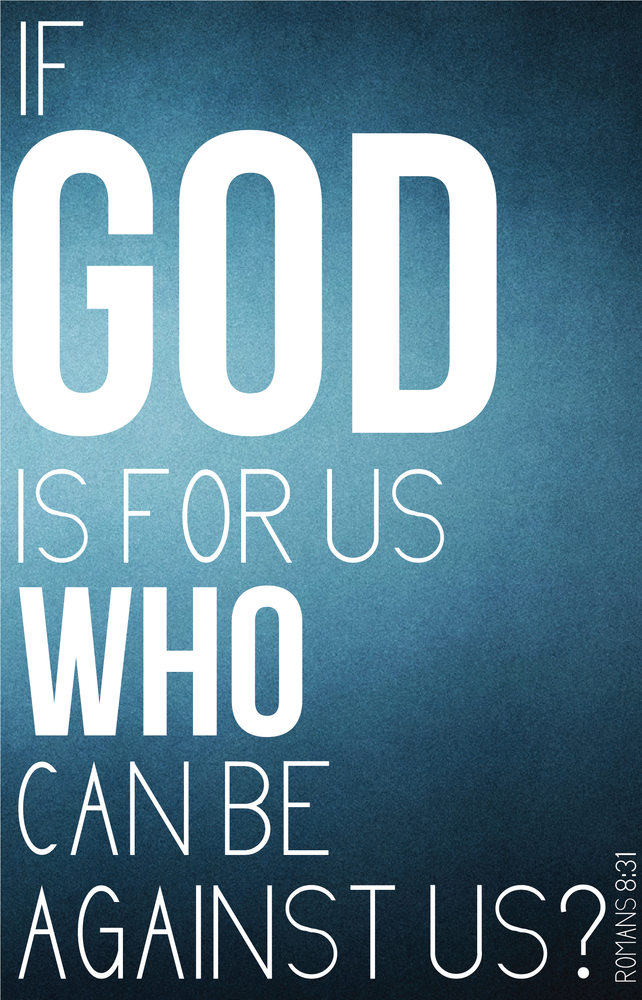 IF
GOD
IS FOR US
WHO
CAN BE
AGAINST US?
ROMANS 8:31